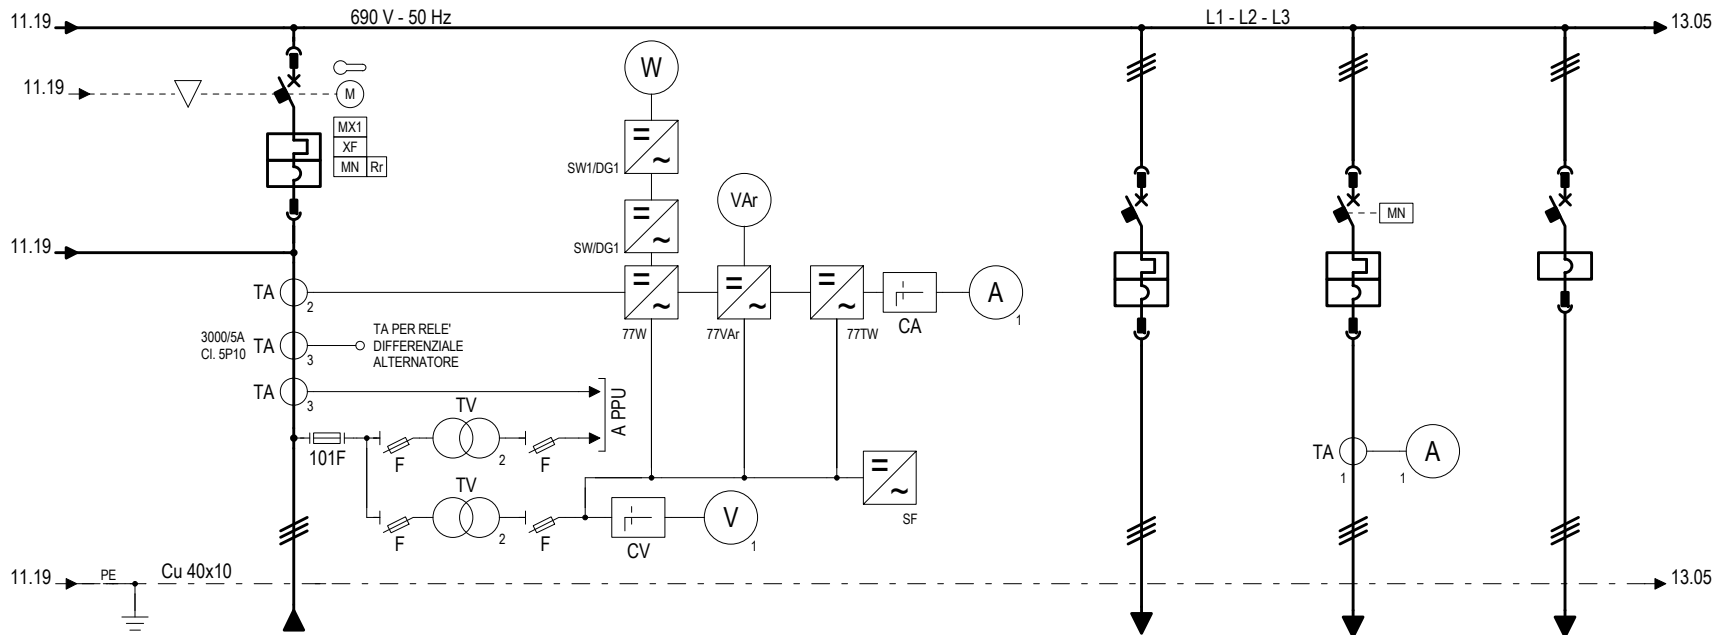 11.19
690 V - 50 Hz
L1 - L2 - L3
13.05
11.19
M
W
MX1
XF
MN
Rr
SW1/DG1
VAr
MN
11.19
SW/DG1
TA
2
77W
77VAr
77TW
CA
A
1
3000/5A
Cl. 5P10
TA
3
TA PER RELE'
DIFFERENZIALE
ALTERNATORE
TA
3
A PPU
101F
F
TV
2
F
TA
1
A
1
F
TV
2
F
CV
V
1
SF
11.19
PE
Cu 40x10
13.05